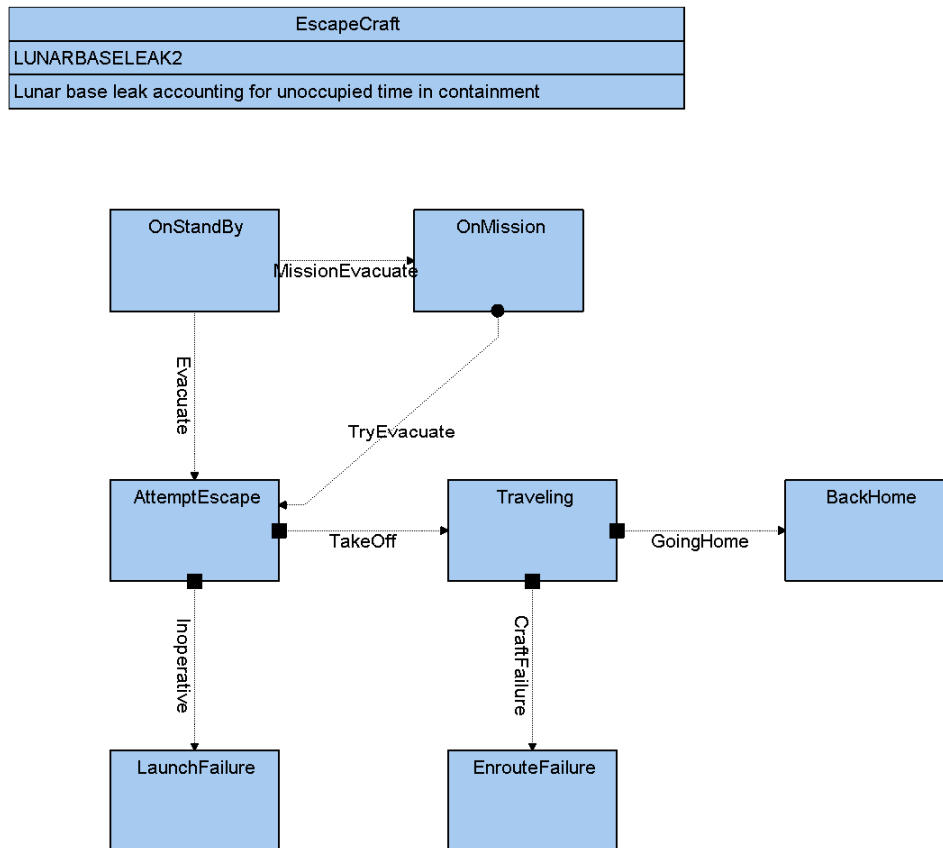 EscapeCraft
LUNARBASELEAK2
Lunar base leak accounting for unoccupied time in containment
OnStandBy
OnMission
MissionEvacuate
Evacuate
TryEvacuate
AttemptEscape
Traveling
BackHome
TakeOff
GoingHome
Inoperative
CraftFailure
LaunchFailure
EnrouteFailure